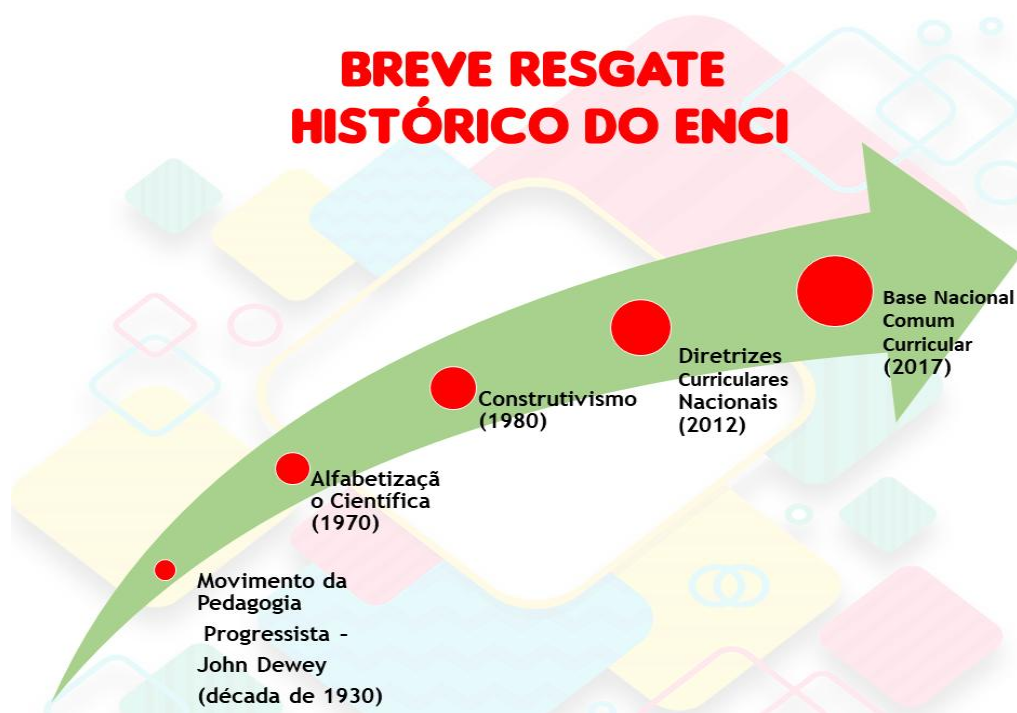 BREVE RESGATE
HISTÓRICO DO ENCI
Movimento da
Pedagogia
Progressista –
John Dewey
(década de 1930)
Alfabetizaçã
o Científica
(1970)
Construtivismo
(1980)
Diretrizes
Curriculares
Nacionais
(2012)
Base Nacional
Comum
Curricular
(2017)